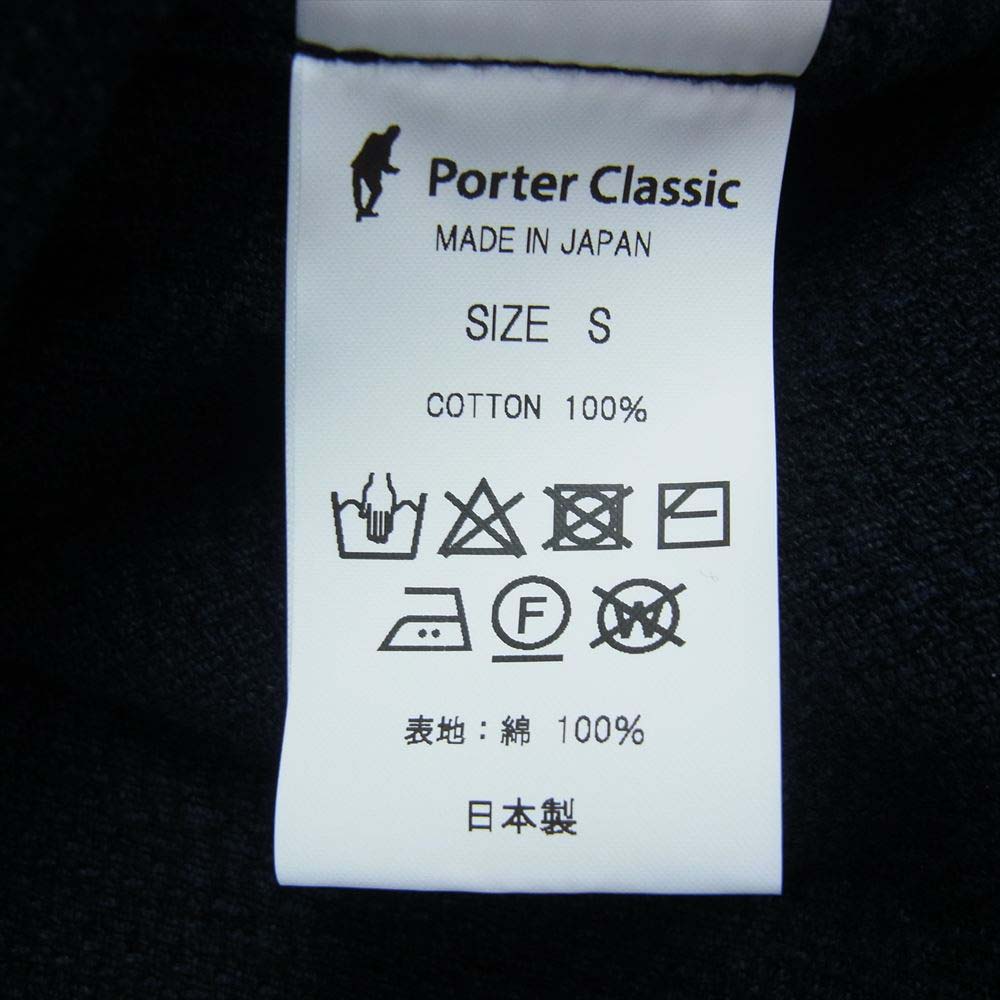 Porter Classic
MADE IN JAPAN
SIZE S
COTTON 100%
F W
表地：綿 100%
日本製